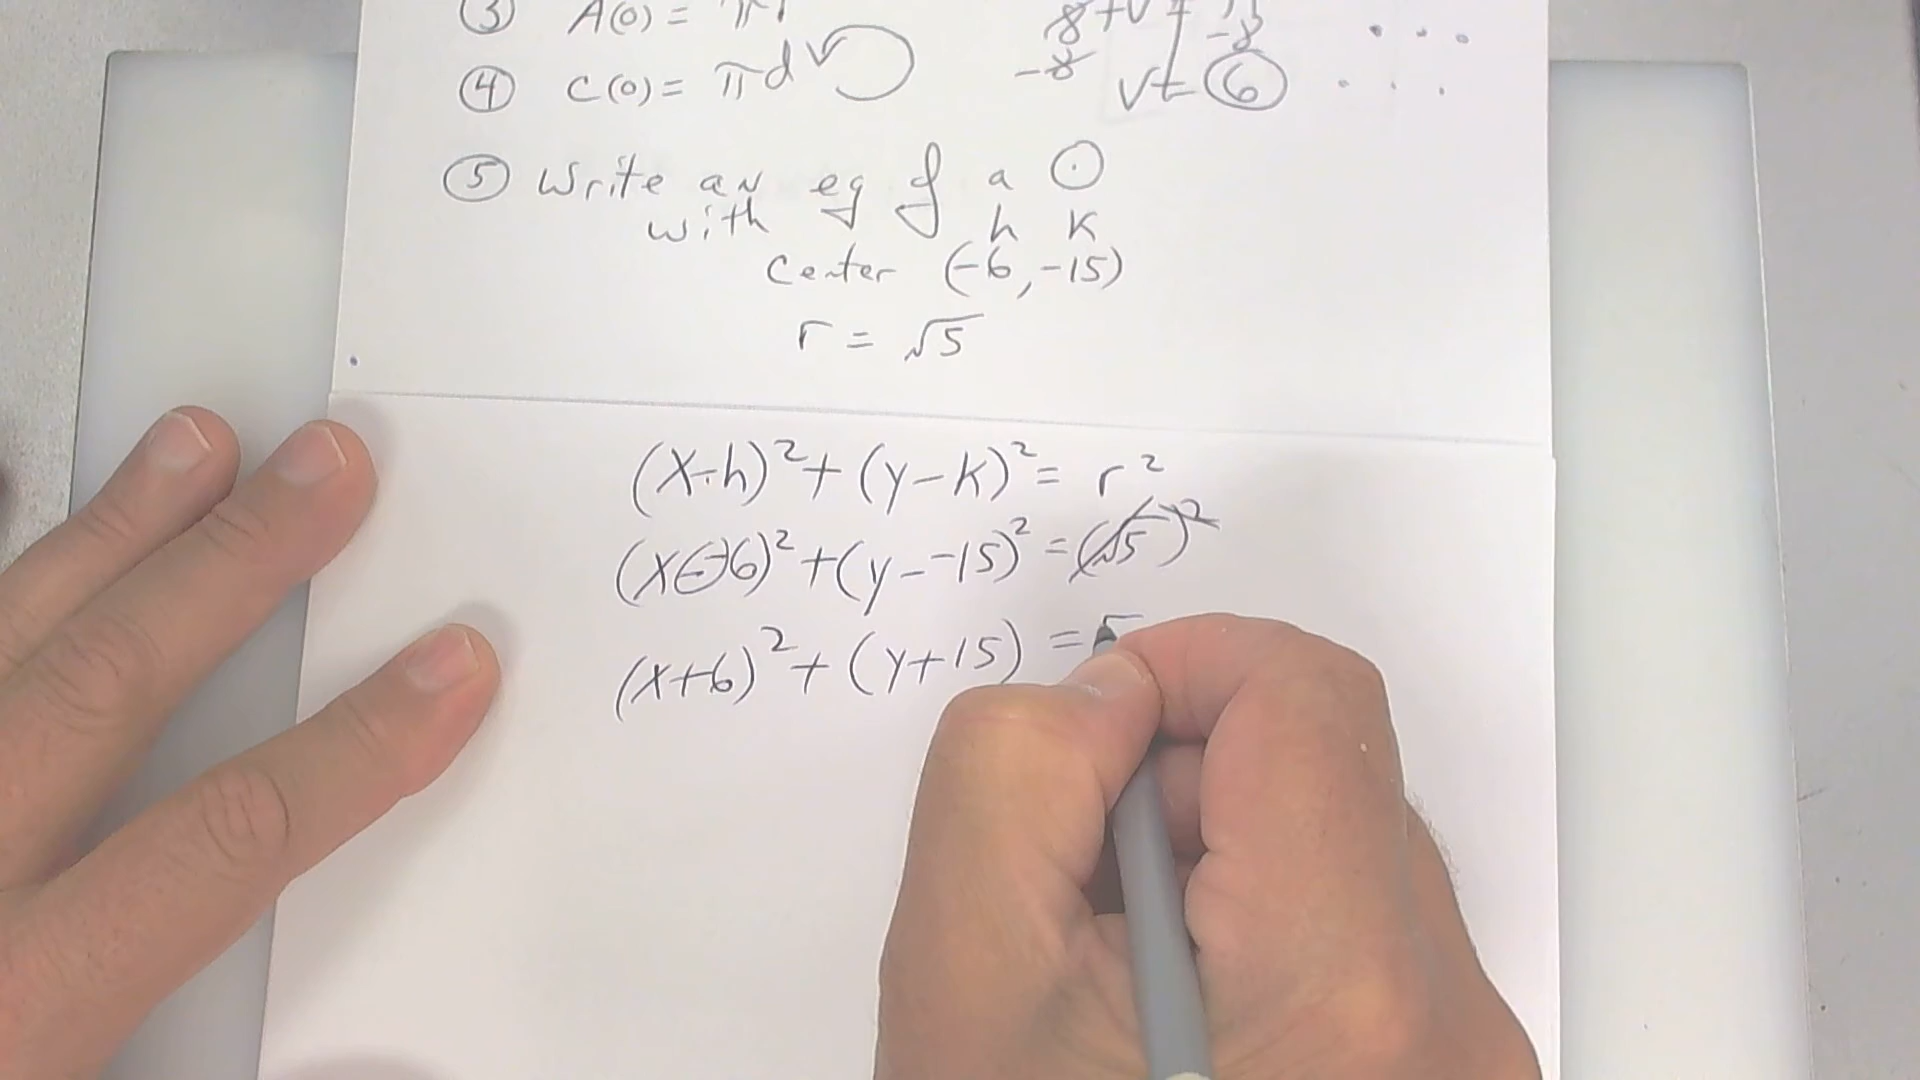 ③ A(⊙) = π
④ C(⊙) = πd
8+V = 
-8 -8
V = 6
⑤ Write an eq of a ⊙
with h k
center (-6, -15)
r = √5
(x-h)² + (y-k)² = r²
(x--6)² + (y--15)² = (√5)²
(x+6)² + (y+15) = 5